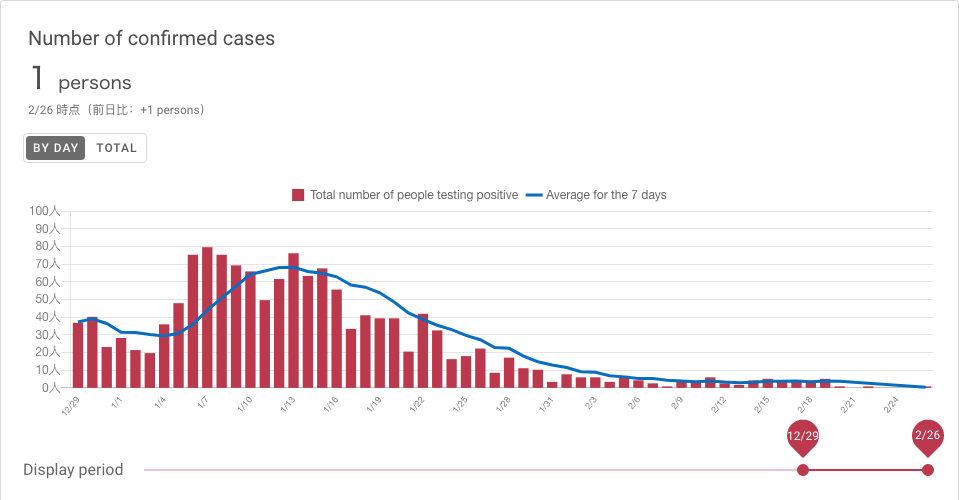 Number of confirmed cases
1 persons
2/26 時点（前日比：+1 persons）
BY DAY TOTAL
Total number of people testing positive Average for the 7 days
100人
90人
80人
70人
60人
50人
40人
30人
20人
10人
0人
12/29 1/1 1/4 1/7 1/10 1/13 1/16 1/19 1/22 1/25 1/28 1/31 2/3 2/6 2/9 2/12 2/15 2/18 2/21 2/24
12/29 2/26
Display period